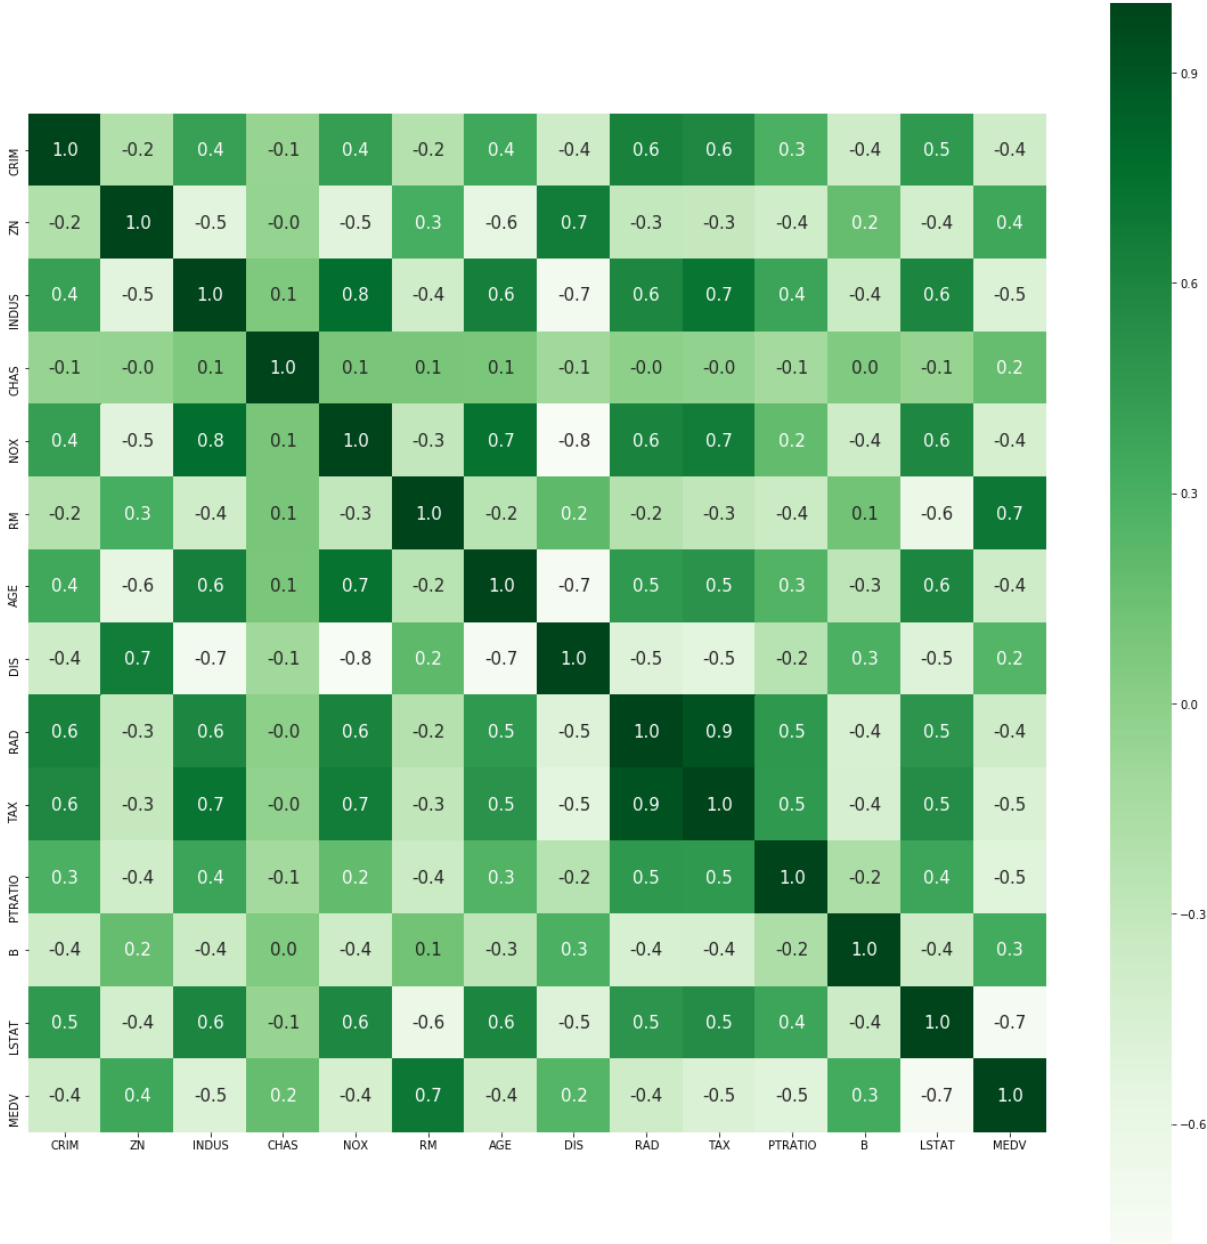 0.9
CRIM 1.0 -0.2 0.4 -0.1 0.4 -0.2 0.4 -0.4 0.6 0.6 0.3 -0.4 0.5 -0.4
ZN -0.2 1.0 -0.5 -0.0 -0.5 0.3 -0.6 0.7 -0.3 -0.3 -0.4 0.2 -0.4 0.4
0.6
INDUS 0.4 -0.5 1.0 0.1 0.8 -0.4 0.6 -0.7 0.6 0.7 0.4 -0.4 0.6 -0.5
CHAS -0.1 -0.0 0.1 1.0 0.1 0.1 0.1 -0.1 -0.0 -0.0 -0.1 0.0 -0.1 0.2
NOX 0.4 -0.5 0.8 0.1 1.0 -0.3 0.7 -0.8 0.6 0.7 0.2 -0.4 0.6 -0.4
0.3
RM -0.2 0.3 -0.4 0.1 -0.3 1.0 -0.2 0.2 -0.2 -0.3 -0.4 0.1 -0.6 0.7
AGE 0.4 -0.6 0.6 0.1 0.7 -0.2 1.0 -0.7 0.5 0.5 0.3 -0.3 0.6 -0.4
DIS -0.4 0.7 -0.7 -0.1 -0.8 0.2 -0.7 1.0 -0.5 -0.5 -0.2 0.3 -0.5 0.2
0.0
RAD 0.6 -0.3 0.6 -0.0 0.6 -0.2 0.5 -0.5 1.0 0.9 0.5 -0.4 0.5 -0.4
TAX 0.6 -0.3 0.7 -0.0 0.7 -0.3 0.5 -0.5 0.9 1.0 0.5 -0.4 0.5 -0.5
PTRATIO 0.3 -0.4 0.4 -0.1 0.2 -0.4 0.3 -0.2 0.5 0.5 1.0 -0.2 0.4 -0.5
−0.3
B -0.4 0.2 -0.4 0.0 -0.4 0.1 -0.3 0.3 -0.4 -0.4 -0.2 1.0 -0.4 0.3
LSTAT 0.5 -0.4 0.6 -0.1 0.6 -0.6 0.6 -0.5 0.5 0.5 0.4 -0.4 1.0 -0.7
MEDV -0.4 0.4 -0.5 0.2 -0.4 0.7 -0.4 0.2 -0.4 -0.5 -0.5 0.3 -0.7 1.0
−0.6
CRIM ZN INDUS CHAS NOX RM AGE DIS RAD TAX PTRATIO B LSTAT MEDV